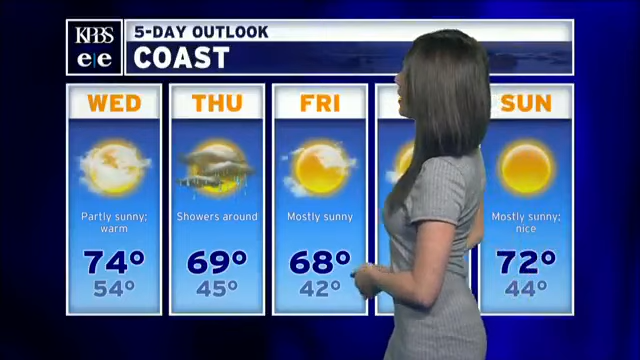 KPBS
e|e
5-DAY OUTLOOK
COAST
WED
THU
FRI
SUN
Partly sunny;
warm
Showers around
Mostly sunny
Mostly sunny;
nice
74°
69°
68°
72°
54°
45°
42°
44°